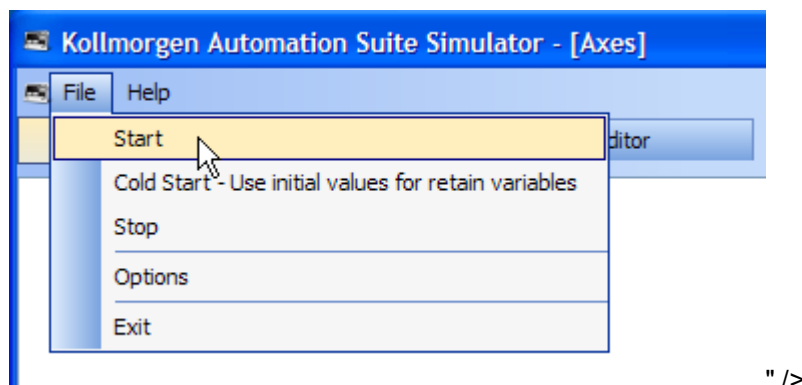 Kollmorgen Automation Suite Simulator - [Axes]
File Help
Start
ditor
Cold Start - Use initial values for retain variables
Stop
Options
Exit
" />